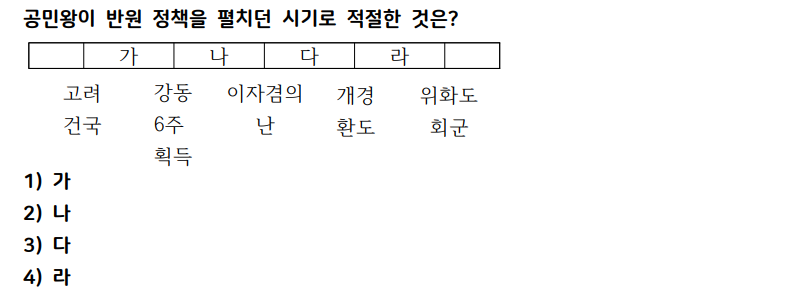 공민왕이 반원 정책을 펼치던 시기로 적절한 것은?
가 나 다 라
고려 강동 이자겸의 개경 위화도
건국 6주 난 환도 회군
획득
1) 가
2) 나
3) 다
4) 라